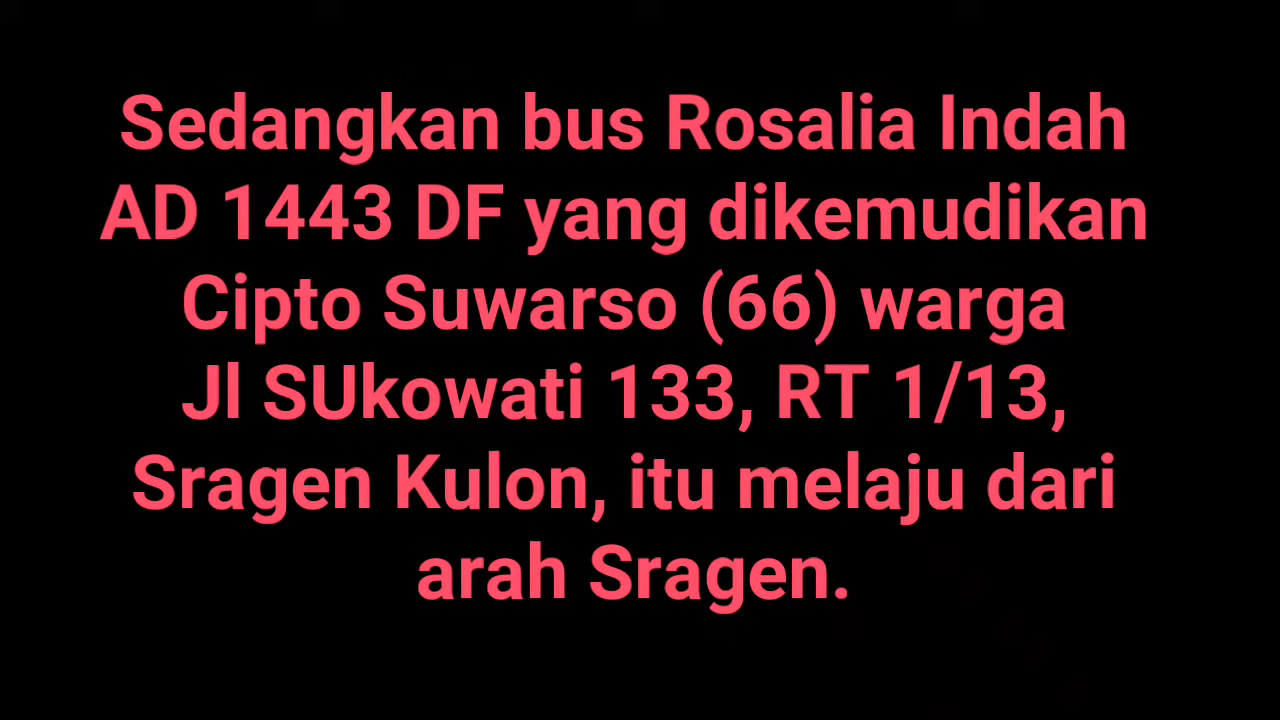 Sedangkan bus Rosalia Indah
AD 1443 DF yang dikemudikan
Cipto Suwarso (66) warga
Jl SUkowati 133, RT 1/13,
Sragen Kulon, itu melaju dari
arah Sragen.